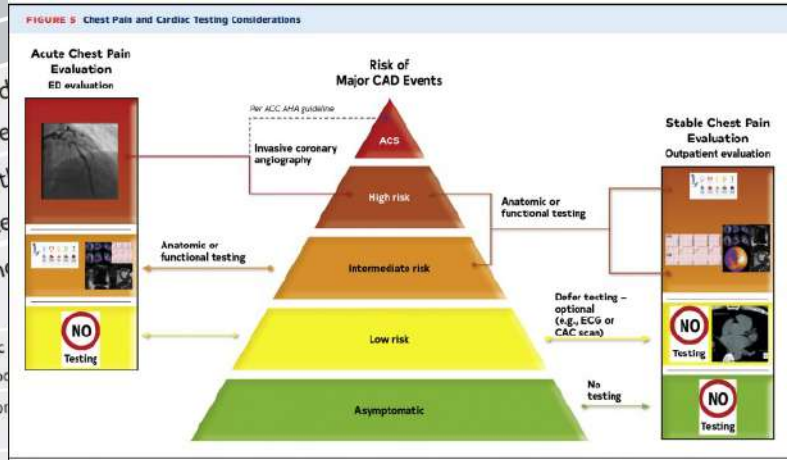 FIGURE 5 Chest Pain and Cardiac Testing Considerations
Acute Chest Pain
Evaluation
ED evaluation
Risk of
Major CAD Events
Per ACC AHA guideline
Invasive coronary
angiography
ACS
High risk
Anatomic or
functional testing
Stable Chest Pain
Evaluation
Outpatient evaluation
Anatomic or
functional testing
Intermediate risk
NO
Testing
Low risk
Defer testing –
optional
(e.g., ECG or
CAC scan)
NO
Testing
Asymptomatic
No
testing
NO
Testing